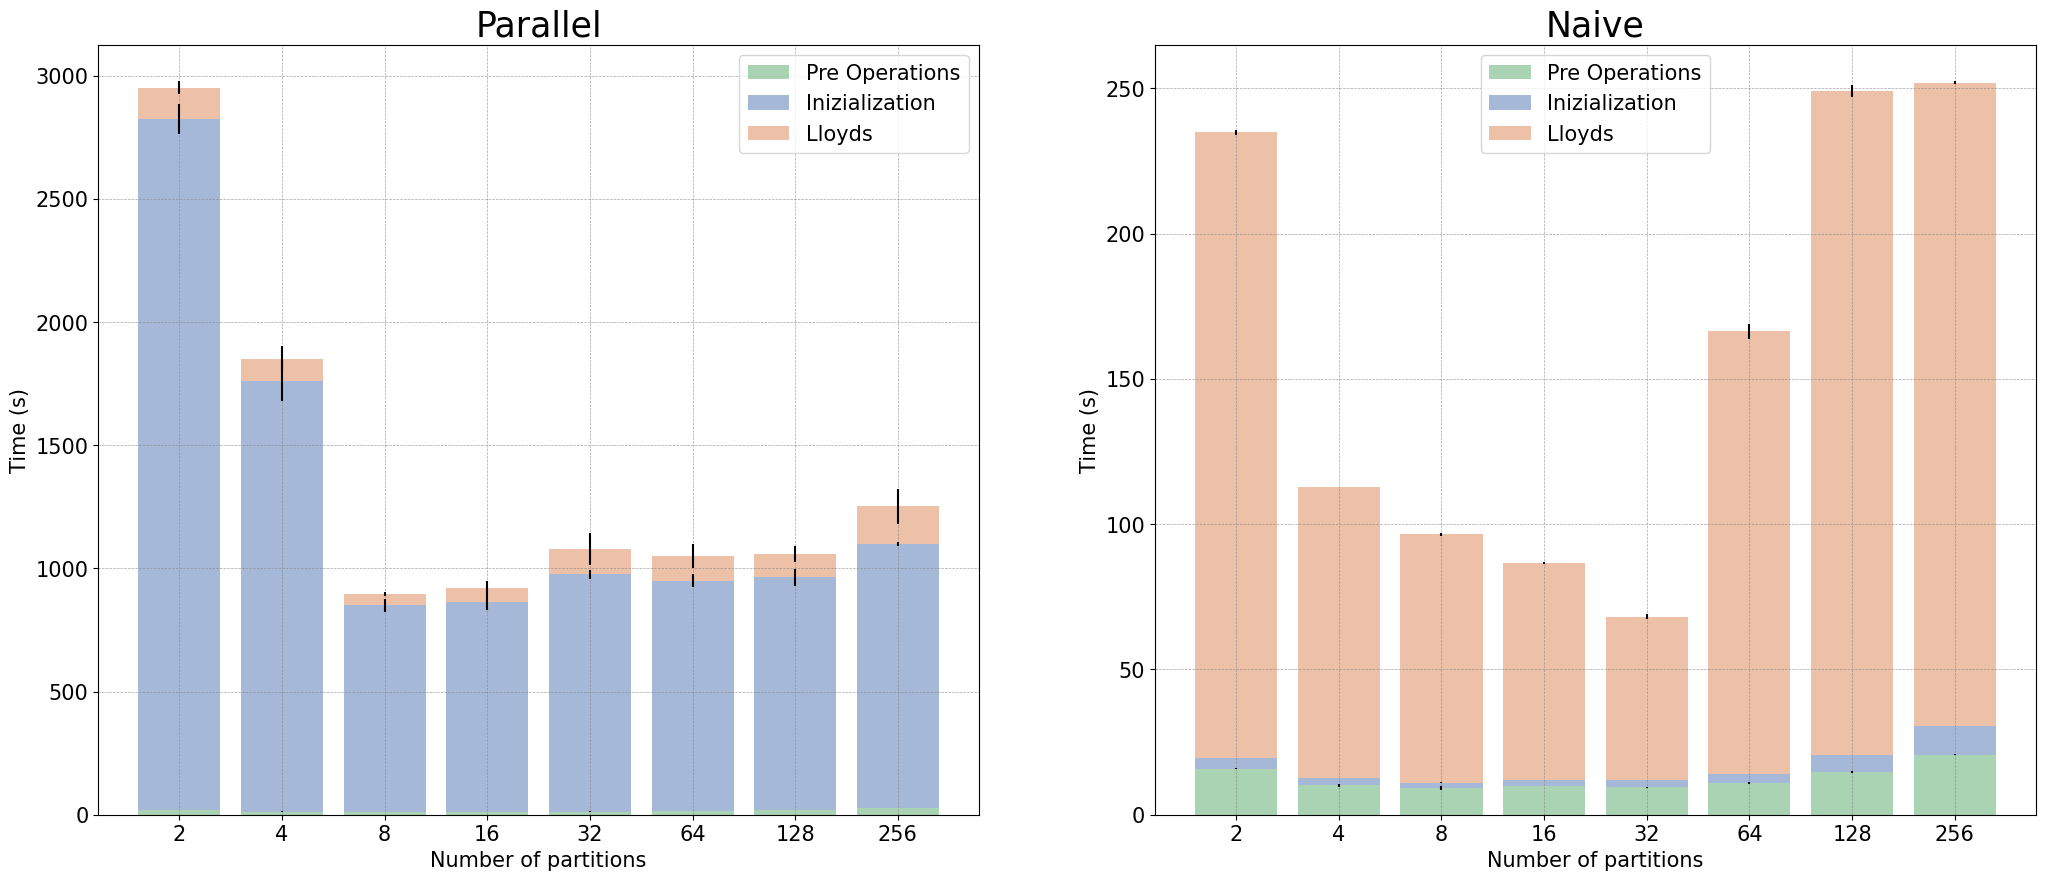 Parallel
3000
2500
2000
1500
1000
500
0
Time (s)
2 4 8 16 32 64 128 256
Number of partitions
Pre Operations
Inizialization
Lloyds
Naive
250
200
150
100
50
0
Time (s)
2 4 8 16 32 64 128 256
Number of partitions
Pre Operations
Inizialization
Lloyds